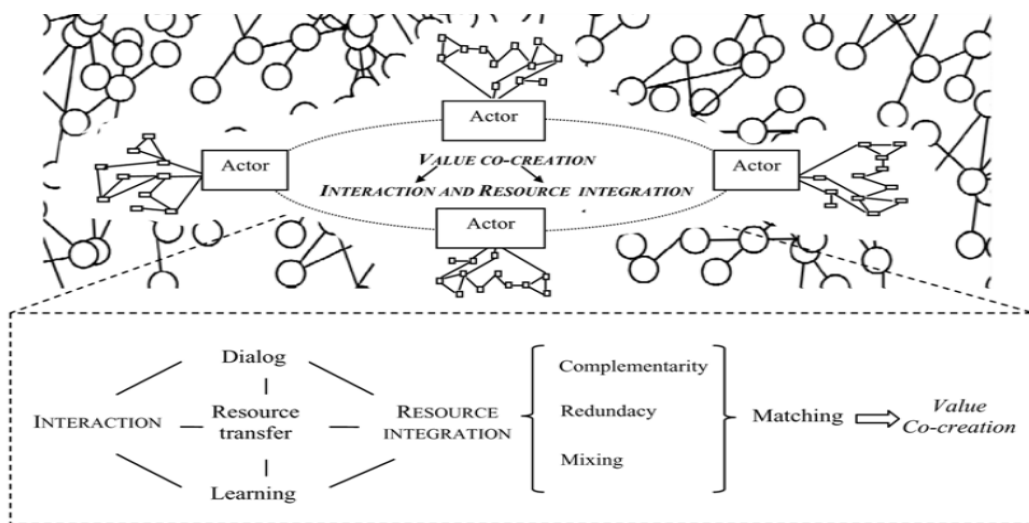 Actor
Actor
VALUE CO-CREATION
Actor
INTERACTION AND RESOURCE INTEGRATION
Actor
Dialog
Complementarity
INTERACTION
Resource
transfer
RESOURCE
INTEGRATION
Redundacy
Matching
Value
Co-creation
Mixing
Learning